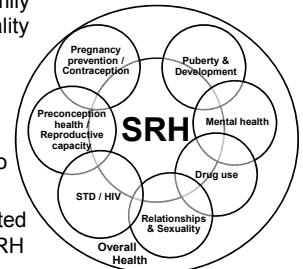 mily
ality
o
ted
RH
Pregnancy
prevention /
Contraception
Puberty &
Development
Preconception
health /
Reproductive
capacity
SRH
Mental health
Drug use
STD / HIV
Relationships
& Sexuality
Overall
Health